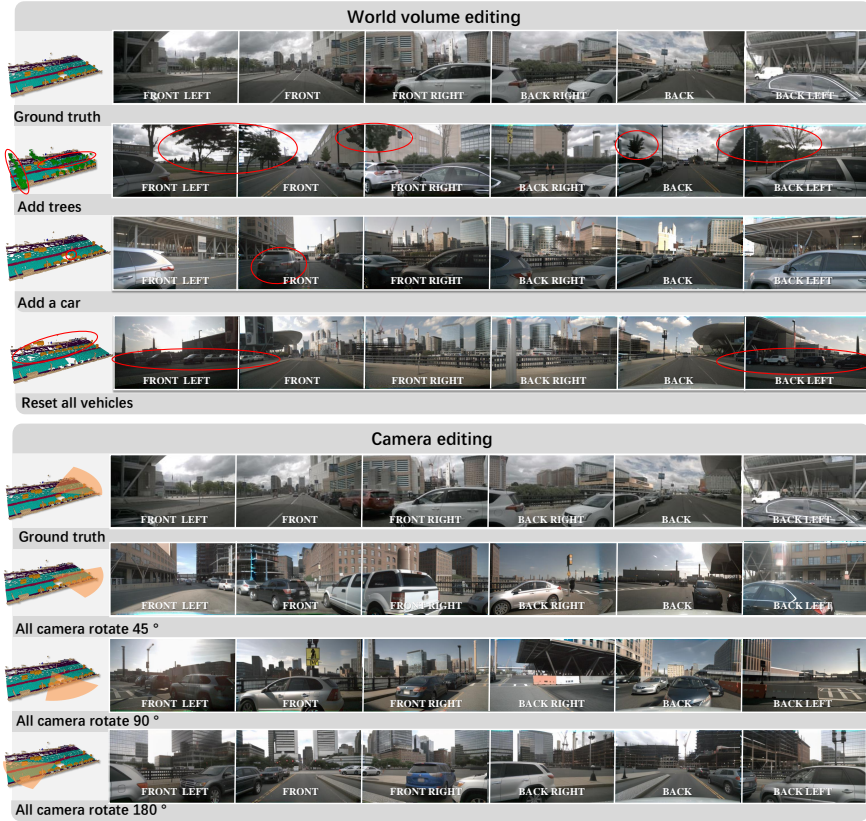 World volume editing
FRONT LEFT FRONT FRONT RIGHT BACK RIGHT BACK BACK LEFT
Ground truth
FRONT LEFT FRONT FRONT RIGHT BACK RIGHT BACK BACK LEFT
Add trees
FRONT LEFT FRONT FRONT RIGHT BACK RIGHT BACK BACK LEFT
Add a car
FRONT LEFT FRONT FRONT RIGHT BACK RIGHT BACK BACK LEFT
Reset all vehicles
Camera editing
FRONT LEFT FRONT FRONT RIGHT BACK RIGHT BACK BACK LEFT
Ground truth
FRONT LEFT FRONT FRONT RIGHT BACK RIGHT BACK BACK LEFT
All camera rotate 45 °
FRONT LEFT FRONT FRONT RIGHT BACK RIGHT BACK BACK LEFT
All camera rotate 90 °
FRONT LEFT FRONT FRONT RIGHT BACK RIGHT BACK BACK LEFT
All camera rotate 180 °